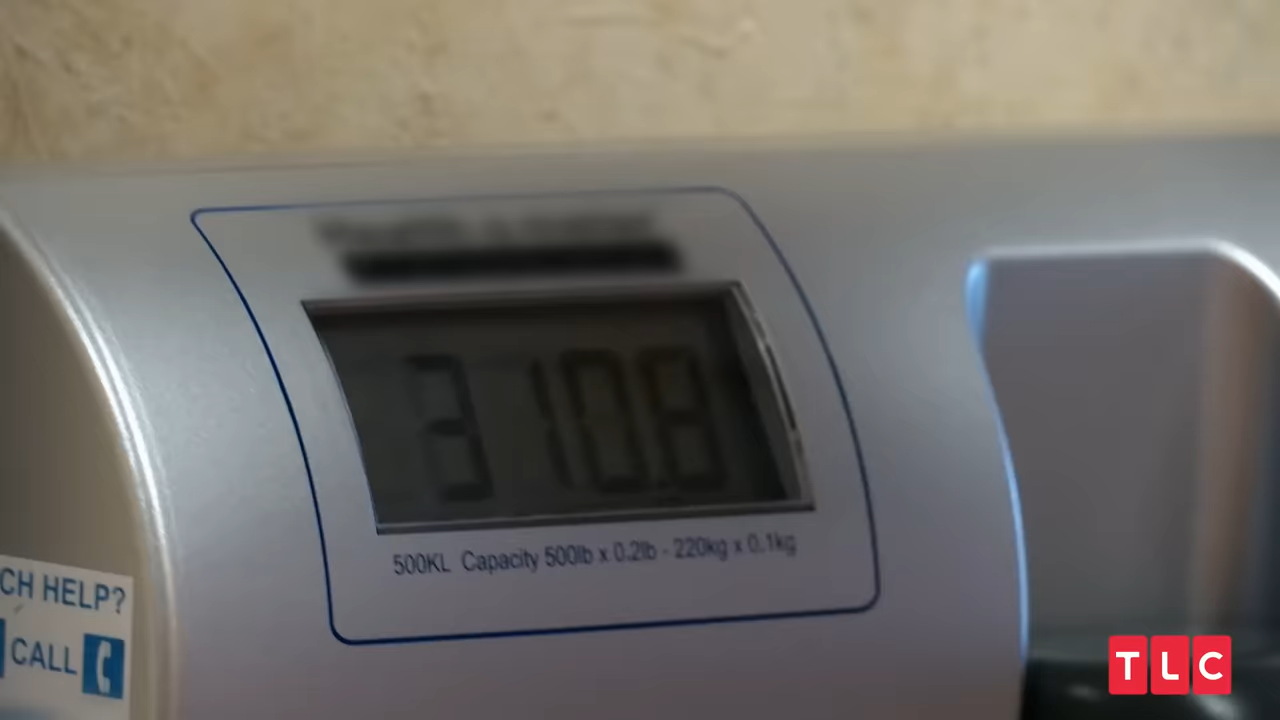 310.8
500KL Capacity 500lb x 0.2lb - 220kg x 0.1kg
CH HELP?
CALL
TLC